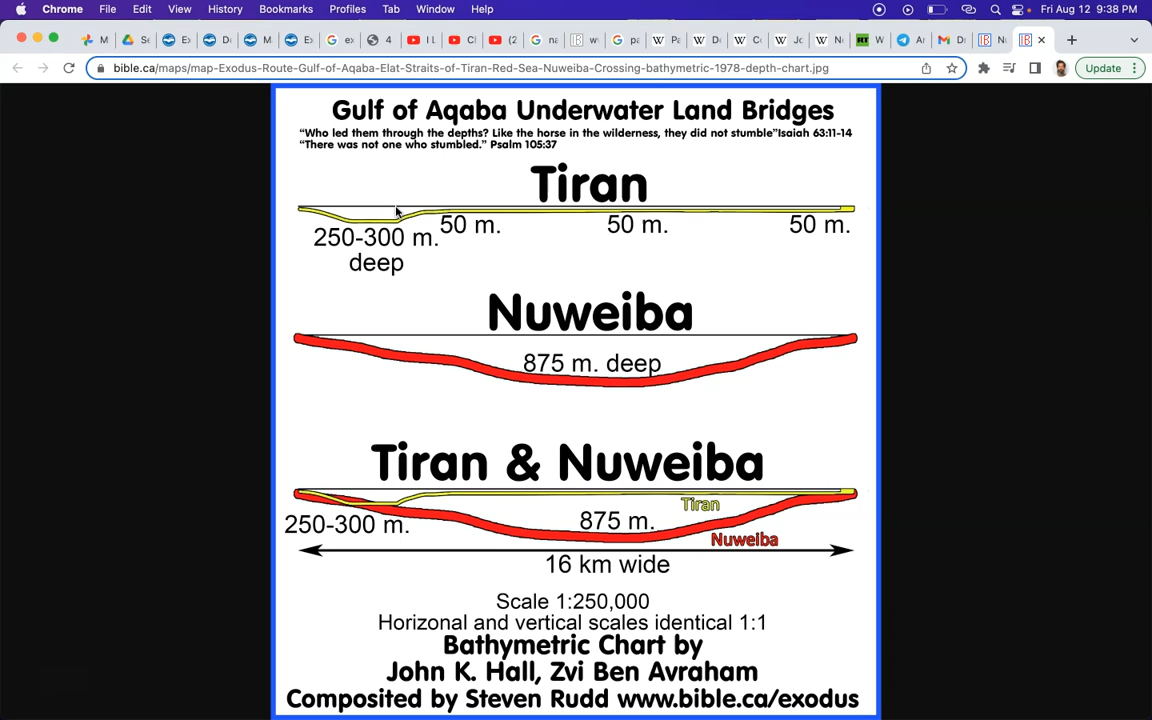 Chrome File Edit View History Bookmarks Profiles Tab Window Help Fri Aug 12 9:38 PM
bible.ca/maps/map-Exodus-Route-Gulf-of-Aqaba-Elat-Straits-of-Tiran-Red-Sea-Nuweiba-Crossing-bathymetric-1978-depth-chart.jpg Update
Gulf of Aqaba Underwater Land Bridges
“Who led them through the depths? Like the horse in the wilderness, they did not stumble”Isaiah 63:11-14
“There was not one who stumbled.” Psalm 105:37
Tiran
50 m. 50 m. 50 m.
250-300 m.
deep
Nuweiba
875 m. deep
Tiran & Nuweiba
Tiran
250-300 m. 875 m.
Nuweiba
16 km wide
Scale 1:250,000
Horizonal and vertical scales identical 1:1
Bathymetric Chart by
John K. Hall, Zvi Ben Avraham
Composited by Steven Rudd www.bible.ca/exodus